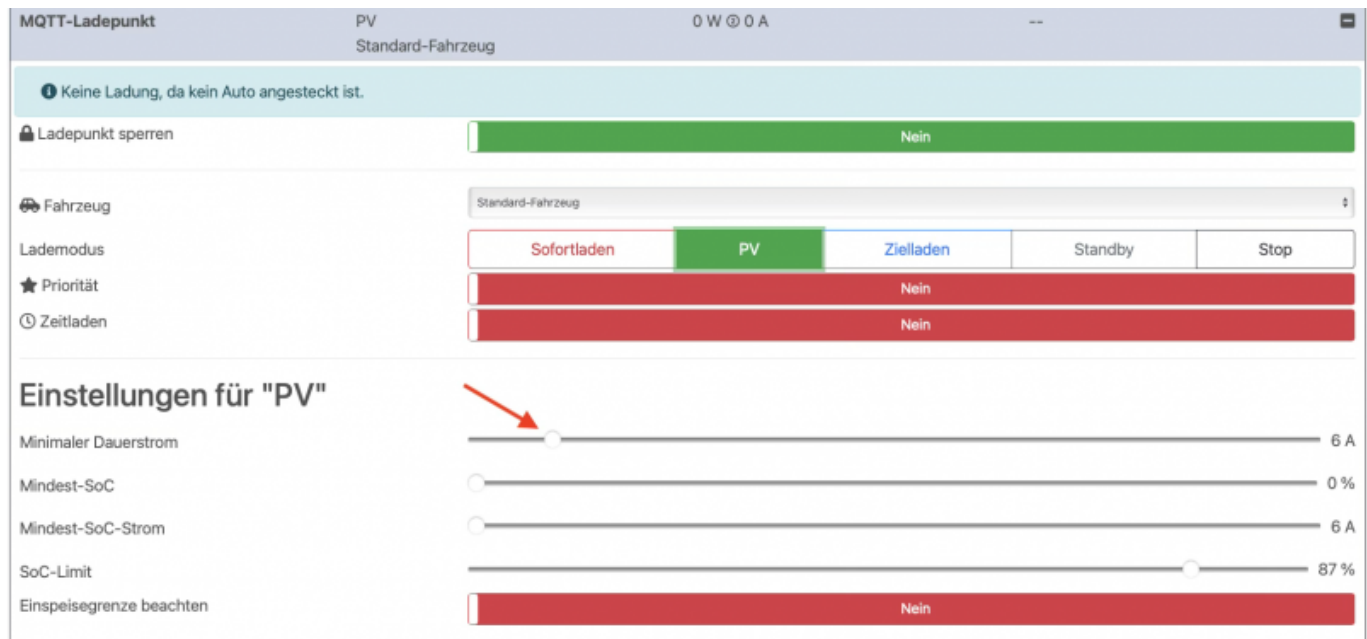 MQTT-Ladepunkt PV 0 W ② 0 A --
Standard-Fahrzeug
Keine Ladung, da kein Auto angesteckt ist.
Ladepunkt sperren Nein
Fahrzeug Standard-Fahrzeug
Lademodus Sofortladen PV Zielladen Standby Stop
Priorität Nein
Zeitladen Nein
Einstellungen für "PV"
Minimaler Dauerstrom 6 A
Mindest-SoC 0 %
Mindest-SoC-Strom 6 A
SoC-Limit 87 %
Einspeisegrenze beachten Nein